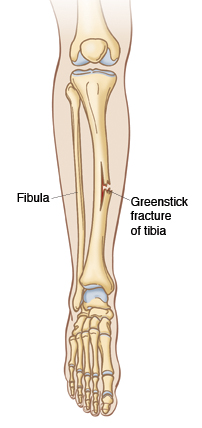 Fibula
Greenstick
fracture
of tibia